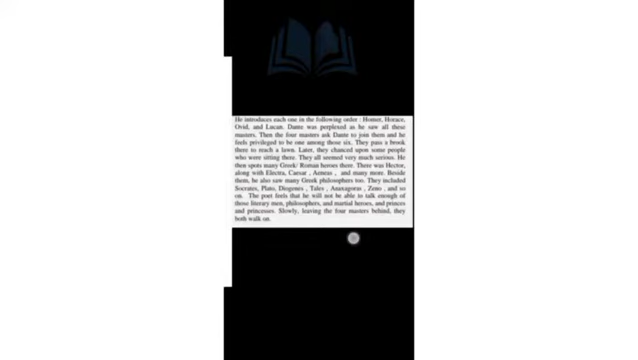 He introduces each one in the following order : Homer, Horace,
Ovid, and Lucan. Dante was perplexed as he saw all these
masters. Then the four masters ask Dante to join them and he
feels privileged to be one among those six. They pass a brook
there to reach a lawn. Later, they chanced upon some people
who were sitting there. They all seemed very much serious. He
then spots many Greek/ Roman heroes there. There was Hector,
along with Electra, Caesar , Aeneas , and many more. Beside
them, he also saw many Greek philosophers too. They included
Socrates, Plato, Diogenes , Tales , Anaxagoras , Zeno , and so
on. The poet feels that he will not be able to talk enough of
those literary men, philosophers, and martial heroes, and princes
and princesses. Slowly, leaving the four masters behind, they
both walk on.